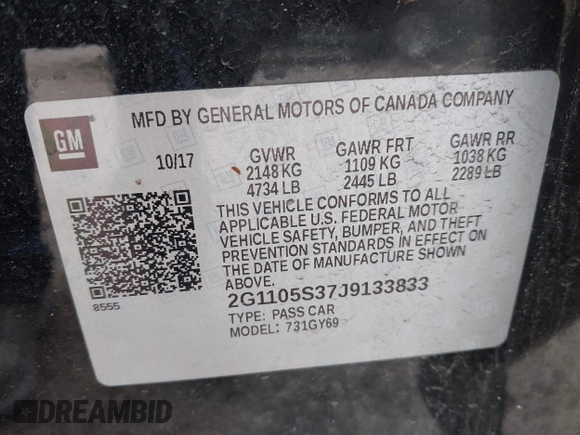 GM
MFD BY GENERAL MOTORS OF CANADA COMPANY
10/17
GVWR GAWR FRT GAWR RR
2148 KG 1109 KG 1038 KG
4734 LB 2445 LB 2289 LB
THIS VEHICLE CONFORMS TO ALL
APPLICABLE U.S. FEDERAL MOTOR
VEHICLE SAFETY, BUMPER, AND THEFT
PREVENTION STANDARDS IN EFFECT ON
THE DATE OF MANUFACTURE SHOWN
ABOVE.
8555
2G1105S37J9133833
TYPE: PASS CAR
MODEL: 731GY69
DREAMBID